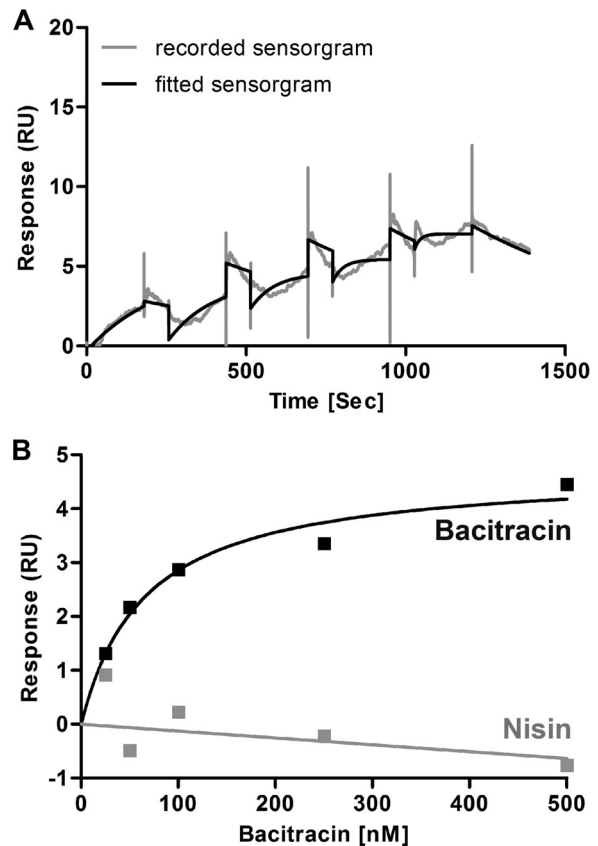 A
20
15
10
5
0
Response (RU)
recorded sensorgram
fitted sensorgram
0
500
1000
1500
Time [Sec]
B
5
4
3
2
1
0
-1
Response (RU)
Bacitracin
Nisin
0
100
200
300
400
500
Bacitracin [nM]